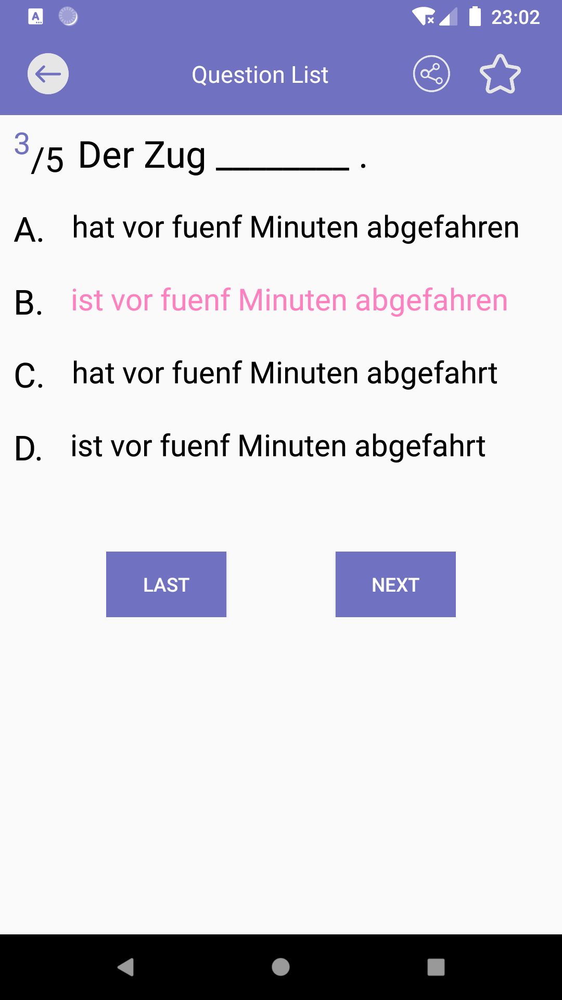 23:02
Question List
3/5 Der Zug ________ .
A. hat vor fuenf Minuten abgefahren
B. ist vor fuenf Minuten abgefahren
C. hat vor fuenf Minuten abgefahrt
D. ist vor fuenf Minuten abgefahrt
LAST NEXT